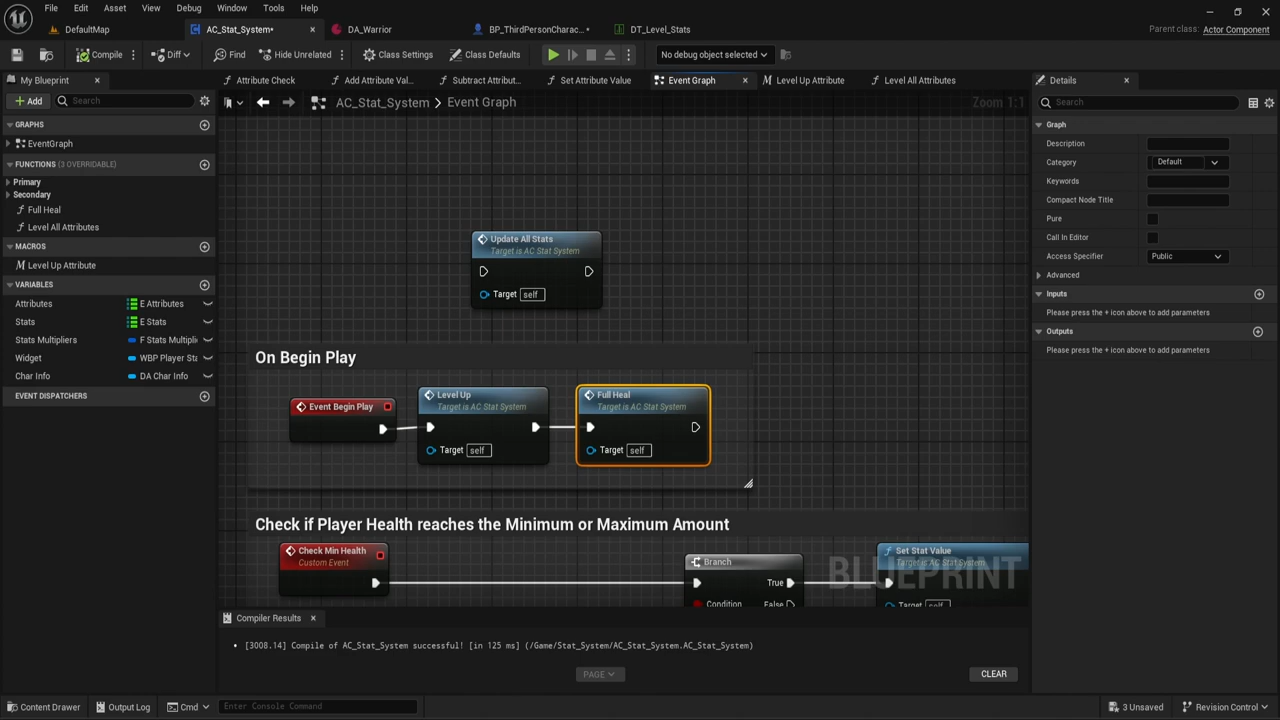 File Edit Asset View Debug Window Tools Help
DefaultMap
AC_Stat_System•
DA_Warrior
BP_ThirdPersonCharac...•
DT_Level_Stats
Parent class: Actor Component
Compile
Diff
Find
Hide Unrelated
Class Settings
Class Defaults
No debug object selected
My Blueprint
Attribute Check
Add Attribute Val...
Subtract Attribut...
Set Attribute Value
Event Graph
Level Up Attribute
Level All Attributes
Details
Add
Search
AC_Stat_System > Event Graph
Zoom 1:1
Search
GRAPHS
EventGraph
FUNCTIONS (3 OVERRIDABLE)
Primary
Secondary
Full Heal
Level All Attributes
MACROS
Level Up Attribute
VARIABLES
Attributes E Attributes
Stats E Stats
Stats Multipliers F Stats Multipli
Widget WBP Player Sta
Char Info DA Char Info
EVENT DISPATCHERS
Update All Stats
Target is AC Stat System
Target self
On Begin Play
Event Begin Play
Level Up
Target is AC Stat System
Target self
Full Heal
Target is AC Stat System
Target self
Check if Player Health reaches the Minimum or Maximum Amount
Check Min Health
Custom Event
Branch
True
Condition False
Set Stat Value
Target is AC Stat System
Target self
BLUEPRINT
Graph
Description
Category Default
Keywords
Compact Node Title
Pure
Call In Editor
Access Specifier Public
Advanced
Inputs
Please press the + icon above to add parameters
Outputs
Please press the + icon above to add parameters
Compiler Results
[3008.14] Compile of AC_Stat_System successful! [in 125 ms] (/Game/Stat_System/AC_Stat_System.AC_Stat_System)
PAGE
CLEAR
Content Drawer
Output Log
Cmd
Enter Console Command
3 Unsaved
Revision Control